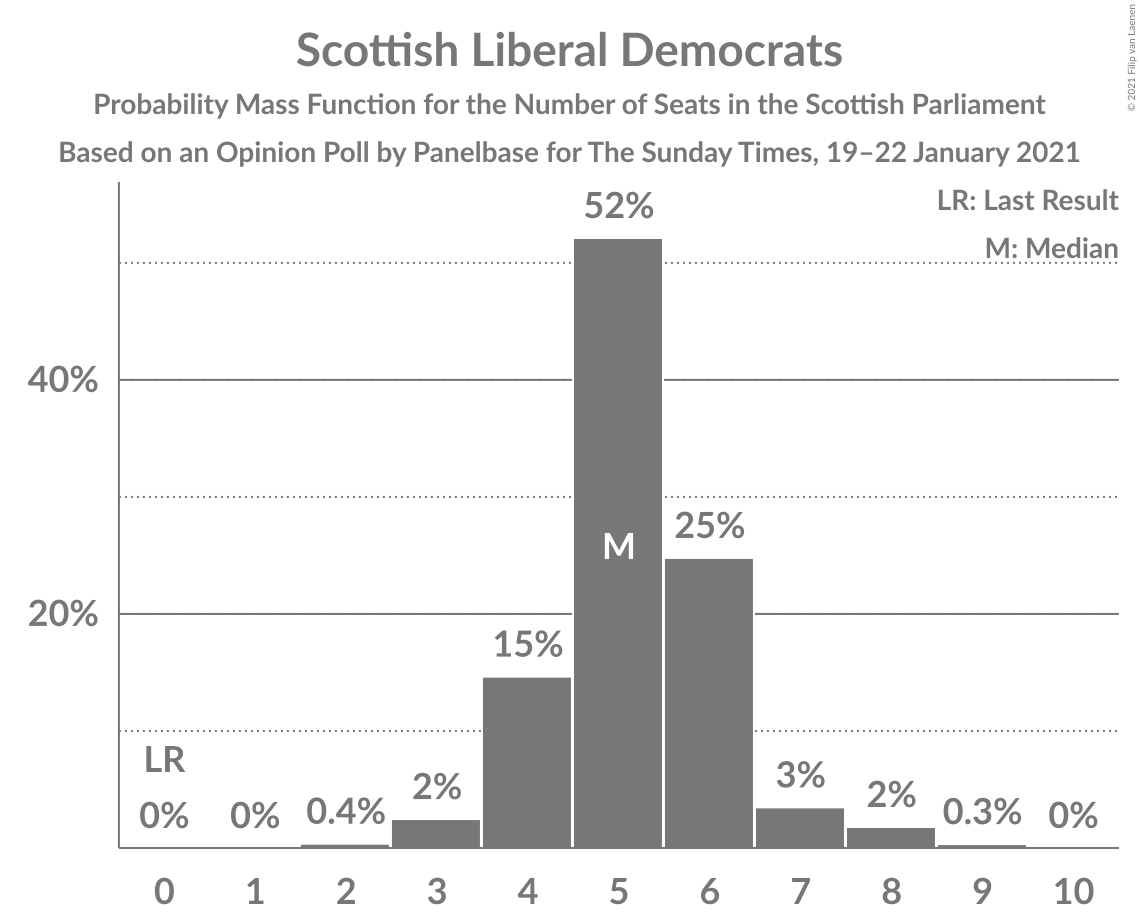 Scottish Liberal Democrats
Probability Mass Function for the Number of Seats in the Scottish Parliament
Based on an Opinion Poll by Panelbase for The Sunday Times, 19–22 January 2021
© 2021 Filip van Laenen
LR: Last Result
M: Median
52%
40%
25%
M
20%
15%
LR
0%
0%
0.4%
2%
3%
2%
0.3%
0%
0 1 2 3 4 5 6 7 8 9 10